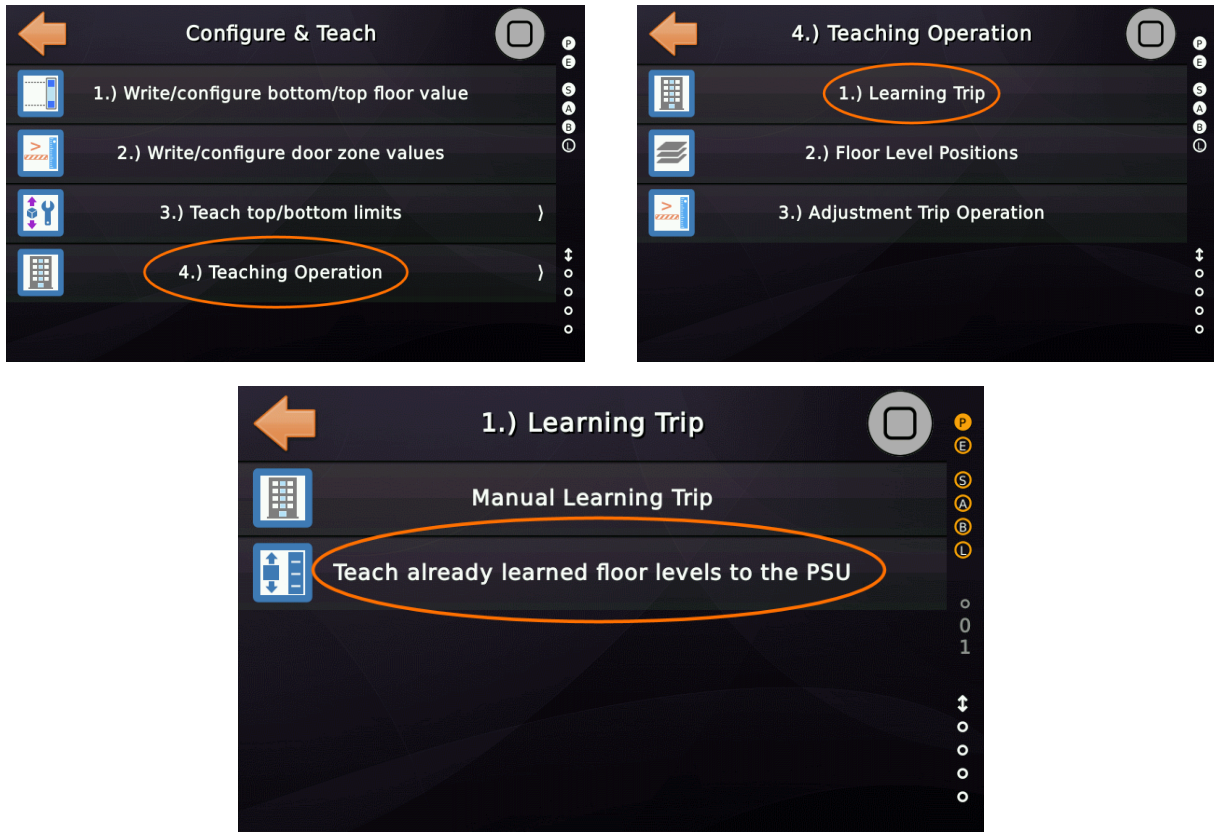 Configure & Teach
P
E
1.) Write/configure bottom/top floor value
S
A
B
2.) Write/configure door zone values
L
3.) Teach top/bottom limits
4.) Teaching Operation
4.) Teaching Operation
P
E
1.) Learning Trip
S
A
B
2.) Floor Level Positions
L
3.) Adjustment Trip Operation
1.) Learning Trip
P
E
Manual Learning Trip
S
A
B
L
Teach already learned floor levels to the PSU
0
1